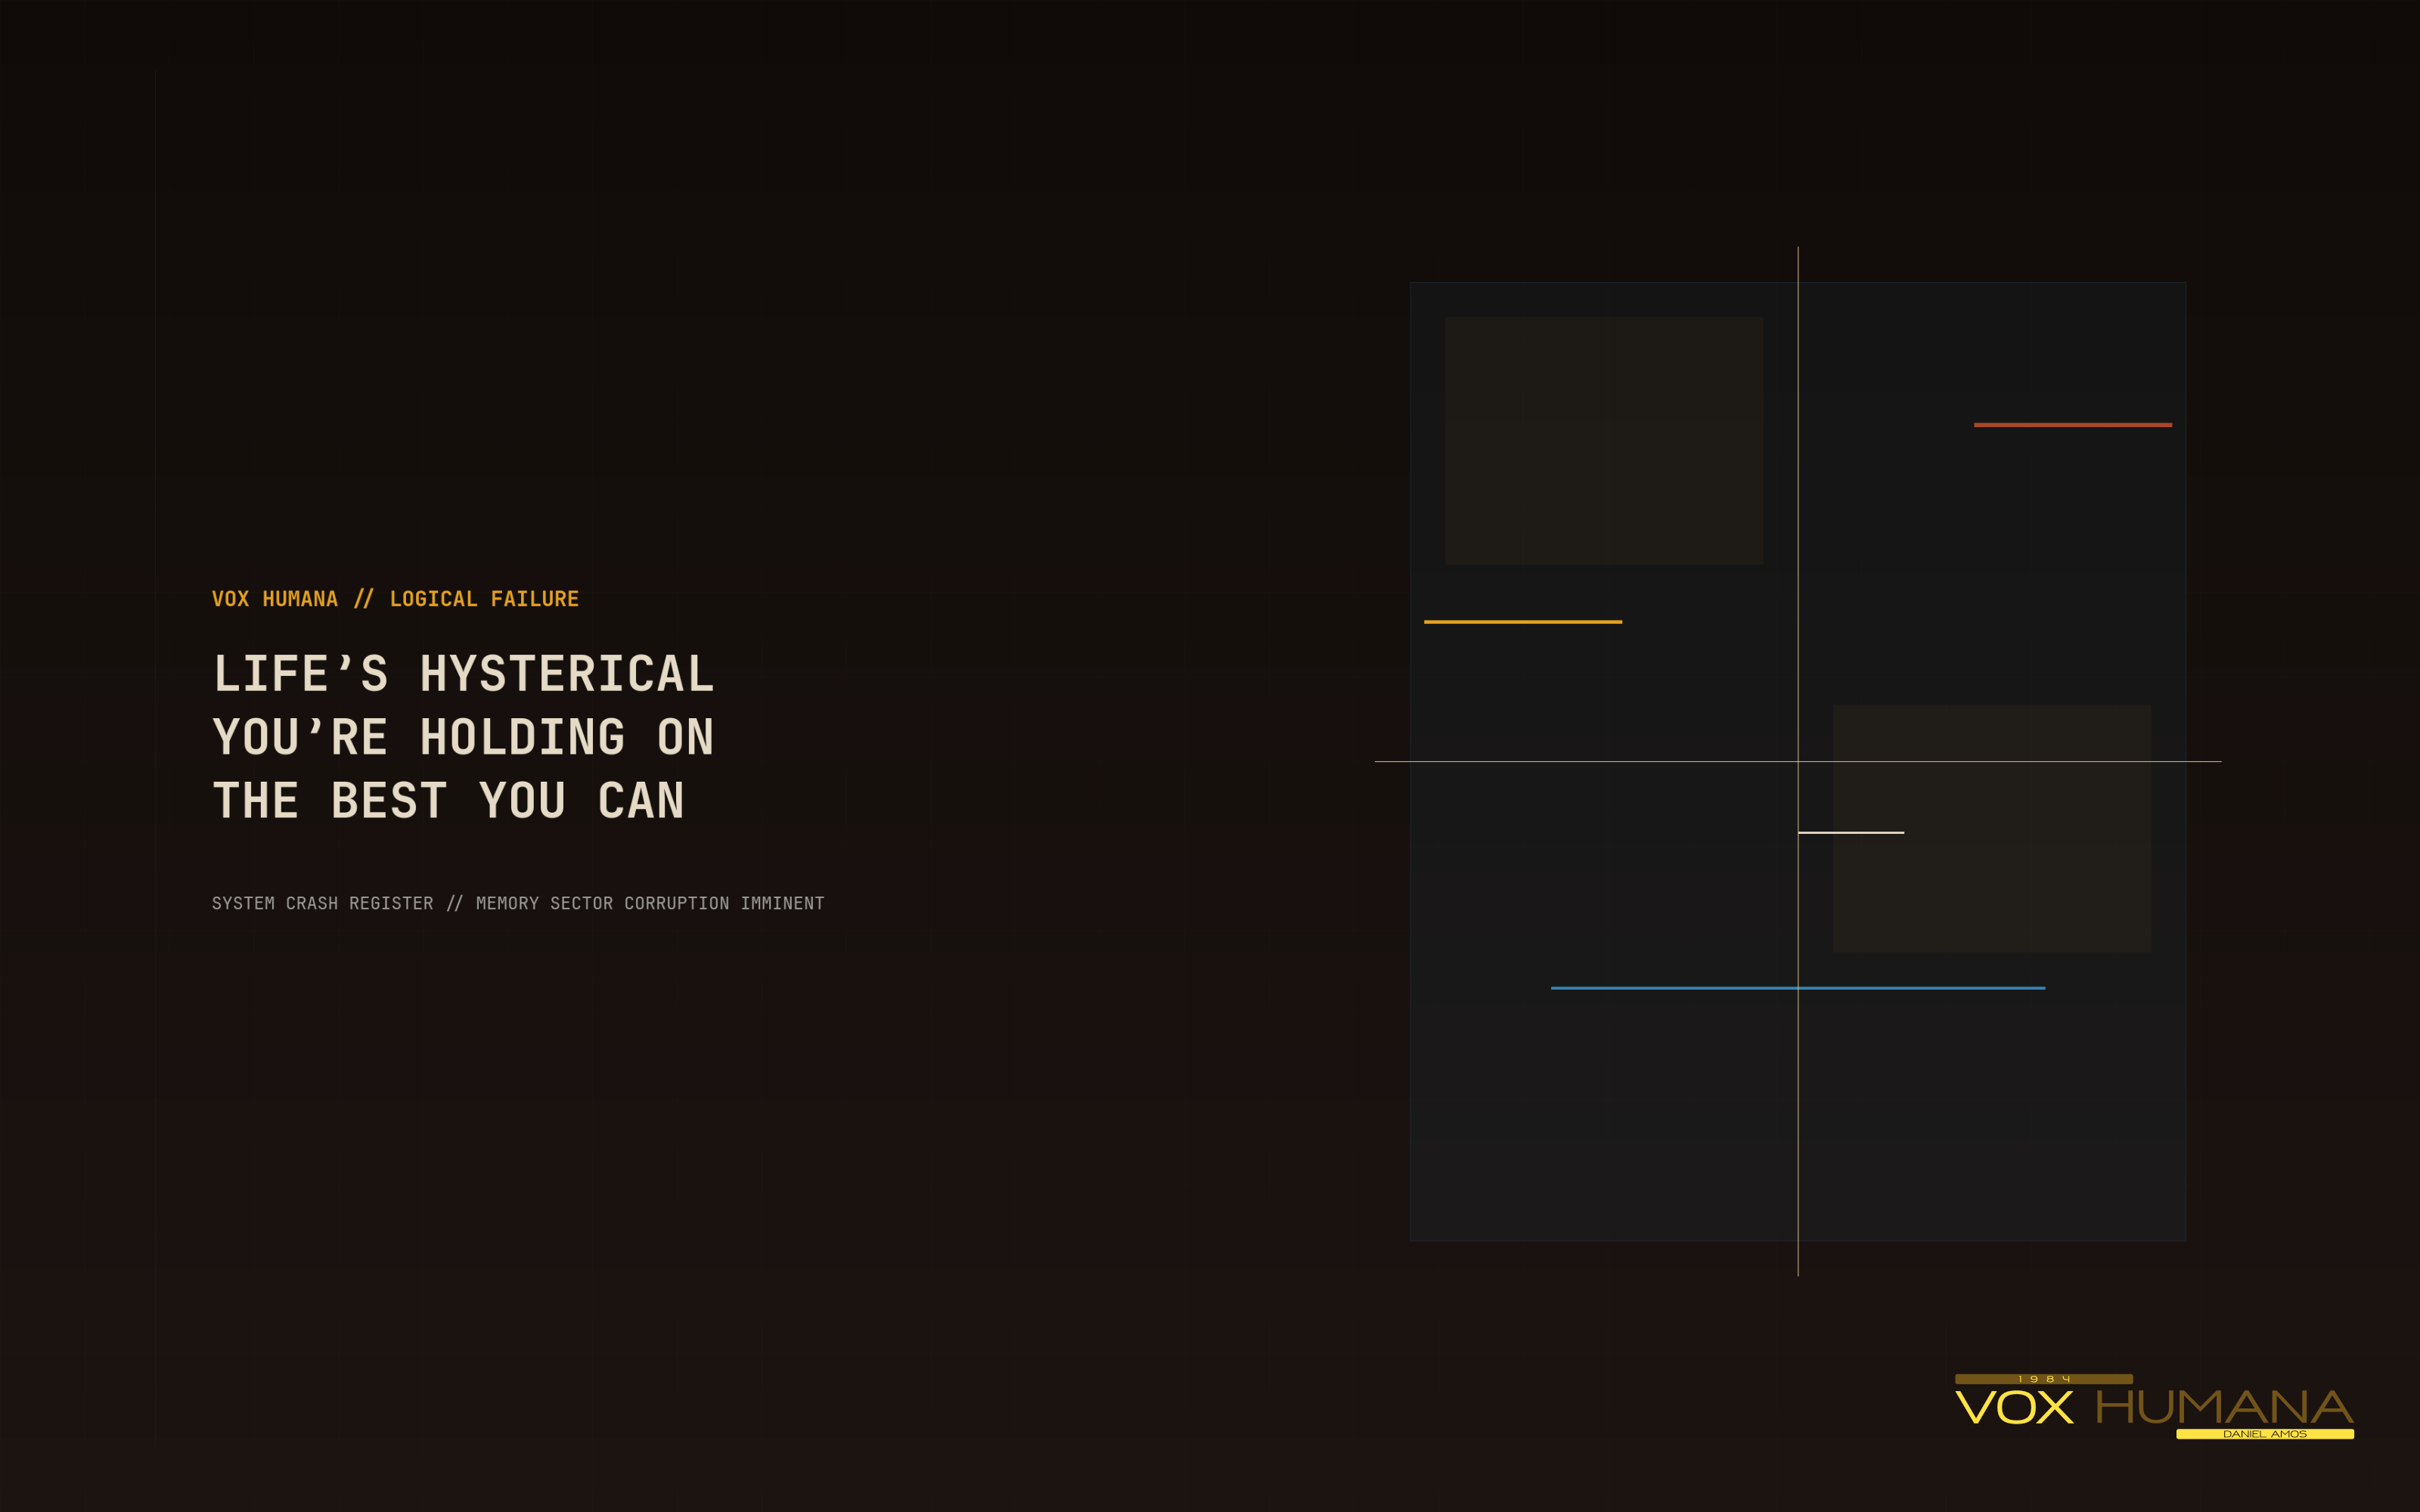 VOX HUMANA // LOGICAL FAILURE
LIFE’S HYSTERICAL
YOU’RE HOLDING ON
THE BEST YOU CAN
SYSTEM CRASH REGISTER // MEMORY SECTOR CORRUPTION IMMINENT
1984
VOX HUMANA
DANIEL AMOS